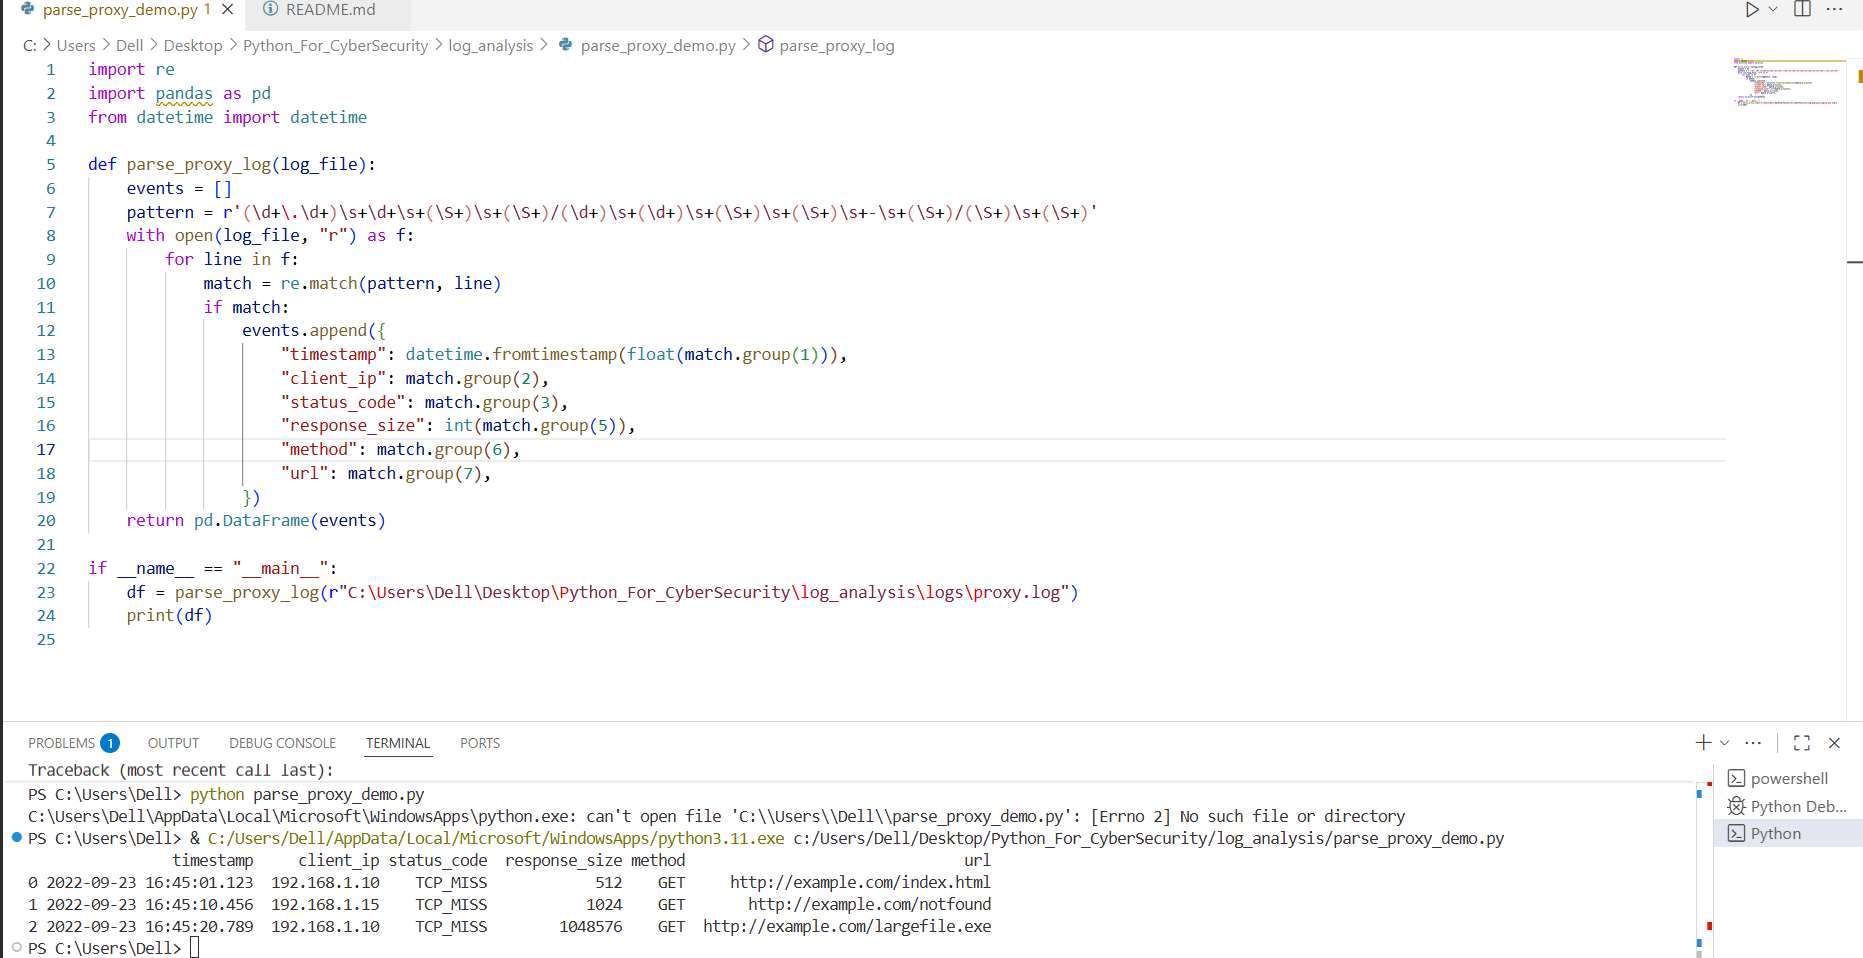 parse_proxy_demo.py 1 × README.md
C: > Users > Dell > Desktop > Python_For_CyberSecurity > log_analysis > parse_proxy_demo.py > parse_proxy_log
1 import re
2 import pandas as pd
3 from datetime import datetime
4
5 def parse_proxy_log(log_file):
6     events = []
7     pattern = r'(\d+\.\d+)\s+\d+\s+(\S+)\s+(\S+)/(\d+)\s+(\d+)\s+(\S+)\s+(\S+)\s+-\s+(\S+)/(\S+)\s+(\S+)'
8     with open(log_file, "r") as f:
9         for line in f:
10             match = re.match(pattern, line)
11             if match:
12                 events.append({
13                     "timestamp": datetime.fromtimestamp(float(match.group(1))),
14                     "client_ip": match.group(2),
15                     "status_code": match.group(3),
16                     "response_size": int(match.group(5)),
17                     "method": match.group(6),
18                     "url": match.group(7),
19                 })
20     return pd.DataFrame(events)
21
22 if __name__ == "__main__":
23     df = parse_proxy_log(r"C:\Users\Dell\Desktop\Python_For_CyberSecurity\log_analysis\logs\proxy.log")
24     print(df)
25
PROBLEMS 1 OUTPUT DEBUG CONSOLE TERMINAL PORTS
Traceback (most recent call last):
PS C:\Users\Dell> python parse_proxy_demo.py
C:\Users\Dell\AppData\Local\Microsoft\WindowsApps\python.exe: can't open file 'C:\\Users\\Dell\\parse_proxy_demo.py': [Errno 2] No such file or directory
PS C:\Users\Dell> & C:/Users/Dell/AppData/Local/Microsoft/WindowsApps/python3.11.exe c:/Users/Dell/Desktop/Python_For_CyberSecurity/log_analysis/parse_proxy_demo.py
timestamp client_ip status_code response_size method url
0 2022-09-23 16:45:01.123 192.168.1.10 TCP_MISS 512 GET http://example.com/index.html
1 2022-09-23 16:45:10.456 192.168.1.15 TCP_MISS 1024 GET http://example.com/notfound
2 2022-09-23 16:45:20.789 192.168.1.10 TCP_MISS 1048576 GET http://example.com/largefile.exe
PS C:\Users\Dell>
powershell
Python Deb...
Python